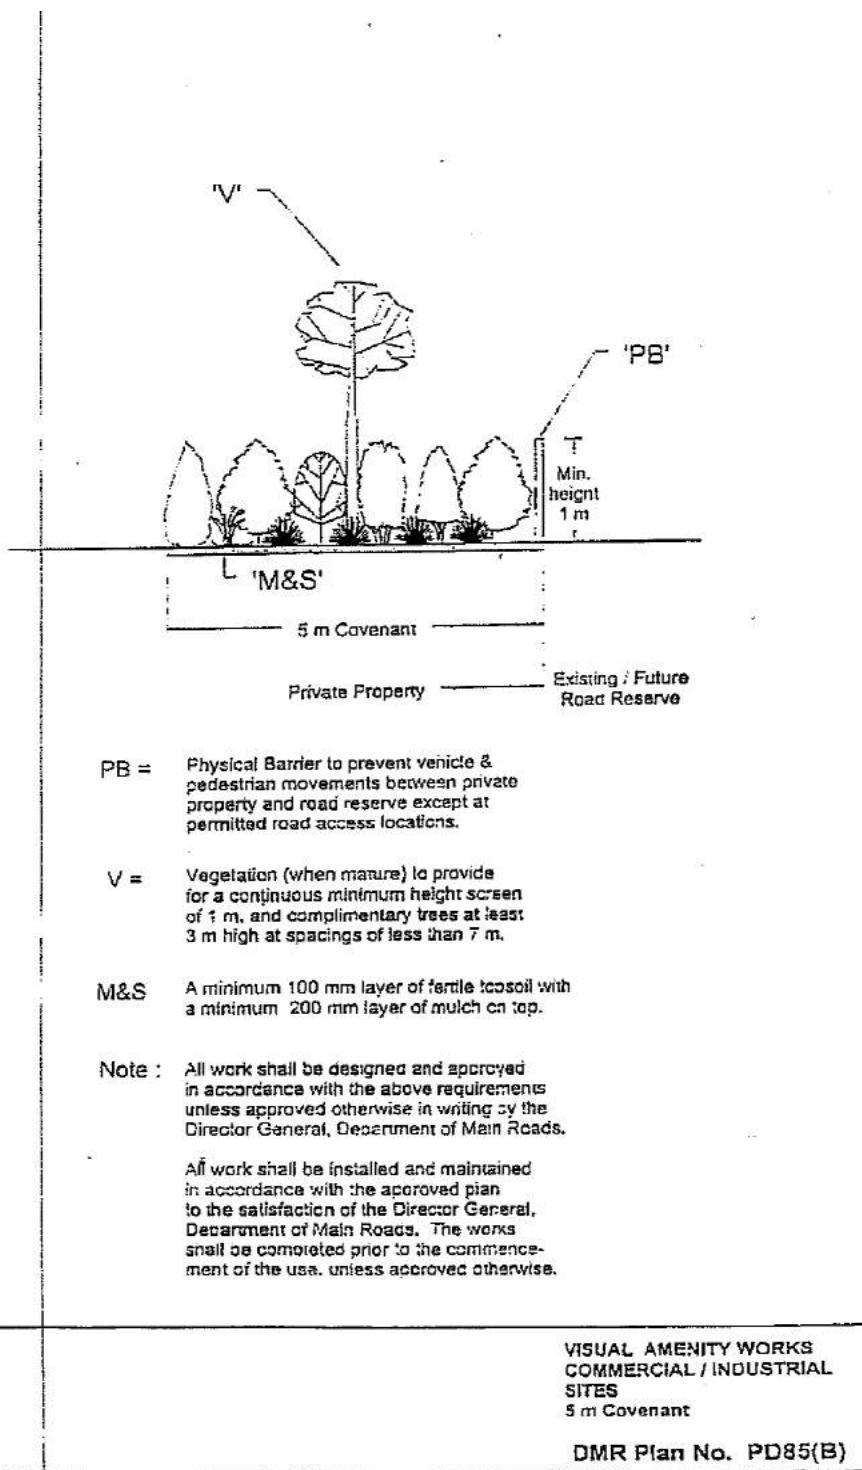 'V'
'PB'
Min.
height
1 m
'M&S'
5 m Covenant
Private Property
Existing / Future
Road Reserve
PB =
Physical Barrier to prevent vehicle &
pedestrian movements between private
property and road reserve except at
permitted road access locations.
V =
Vegetation (when mature) to provide
for a continuous minimum height screen
of 1 m, and complimentary trees at least
3 m high at spacings of less than 7 m.
M&S
A minimum 100 mm layer of fertile topsoil with
a minimum 200 mm layer of mulch on top.
Note :
All work shall be designed and approved
in accordance with the above requirements
unless approved otherwise in writing by the
Director General, Department of Main Roads.
All work shall be installed and maintained
in accordance with the approved plan
to the satisfaction of the Director General,
Department of Main Roads. The works
shall be completed prior to the commence-
ment of the use, unless approved otherwise.
VISUAL AMENITY WORKS
COMMERCIAL / INDUSTRIAL
SITES
5 m Covenant
DMR Plan No. PD85(B)